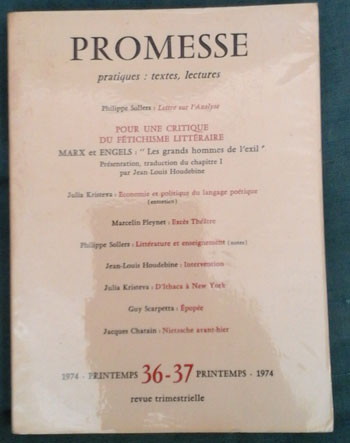 PROMESSE
pratiques : textes, lectures
Philippe Sollers : Lettre sur l'Analyse
POUR UNE CRITIQUE
DU FÉTICHISME LITTÉRAIRE
MARX et ENGELS : " Les grands hommes de l'exil "
Présentation, traduction du chapitre I
par Jean-Louis Houdebine
Julia Kristeva : Economie et politique du langage poétique
(entretien)
Marcelin Pleynet : Excès Théâtre
Philippe Sollers : Littérature et enseignement (notes)
Jean-Louis Houdebine : Intervention
Julia Kristeva : D'Ithaca à New York
Guy Scarpetta : Épopée
Jacques Chatain : Nietzsche avant-hier
1974 - PRINTEMPS 36-37 PRINTEMPS - 1974
revue trimestrielle